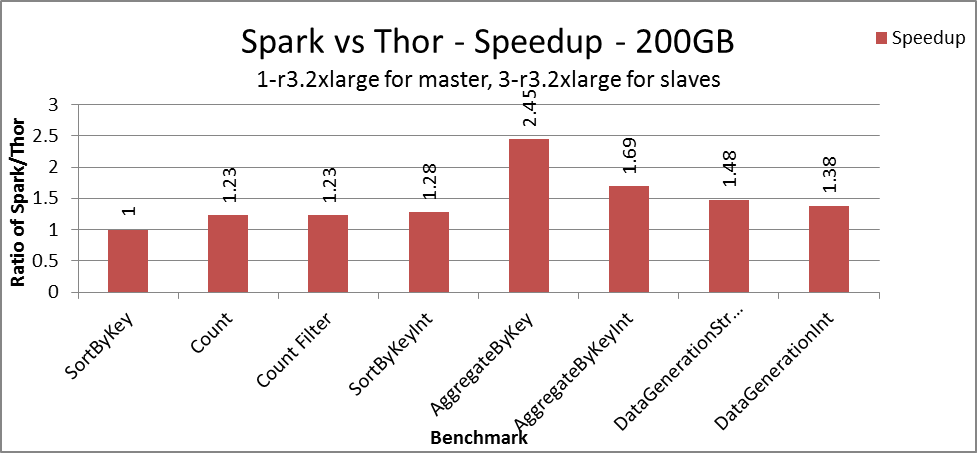 Spark vs Thor - Speedup - 200GB
1-r3.2xlarge for master, 3-r3.2xlarge for slaves
Speedup
Ratio of Spark/Thor
3
2.5
2
1.5
1
0.5
0
1
1.23
1.23
1.28
2.45
1.69
1.48
1.38
SortByKey
Count
Count Filter
SortByKeyInt
AggregateByKey
AggregateByKeyInt
DataGenerationStr...
DataGenerationInt
Benchmark